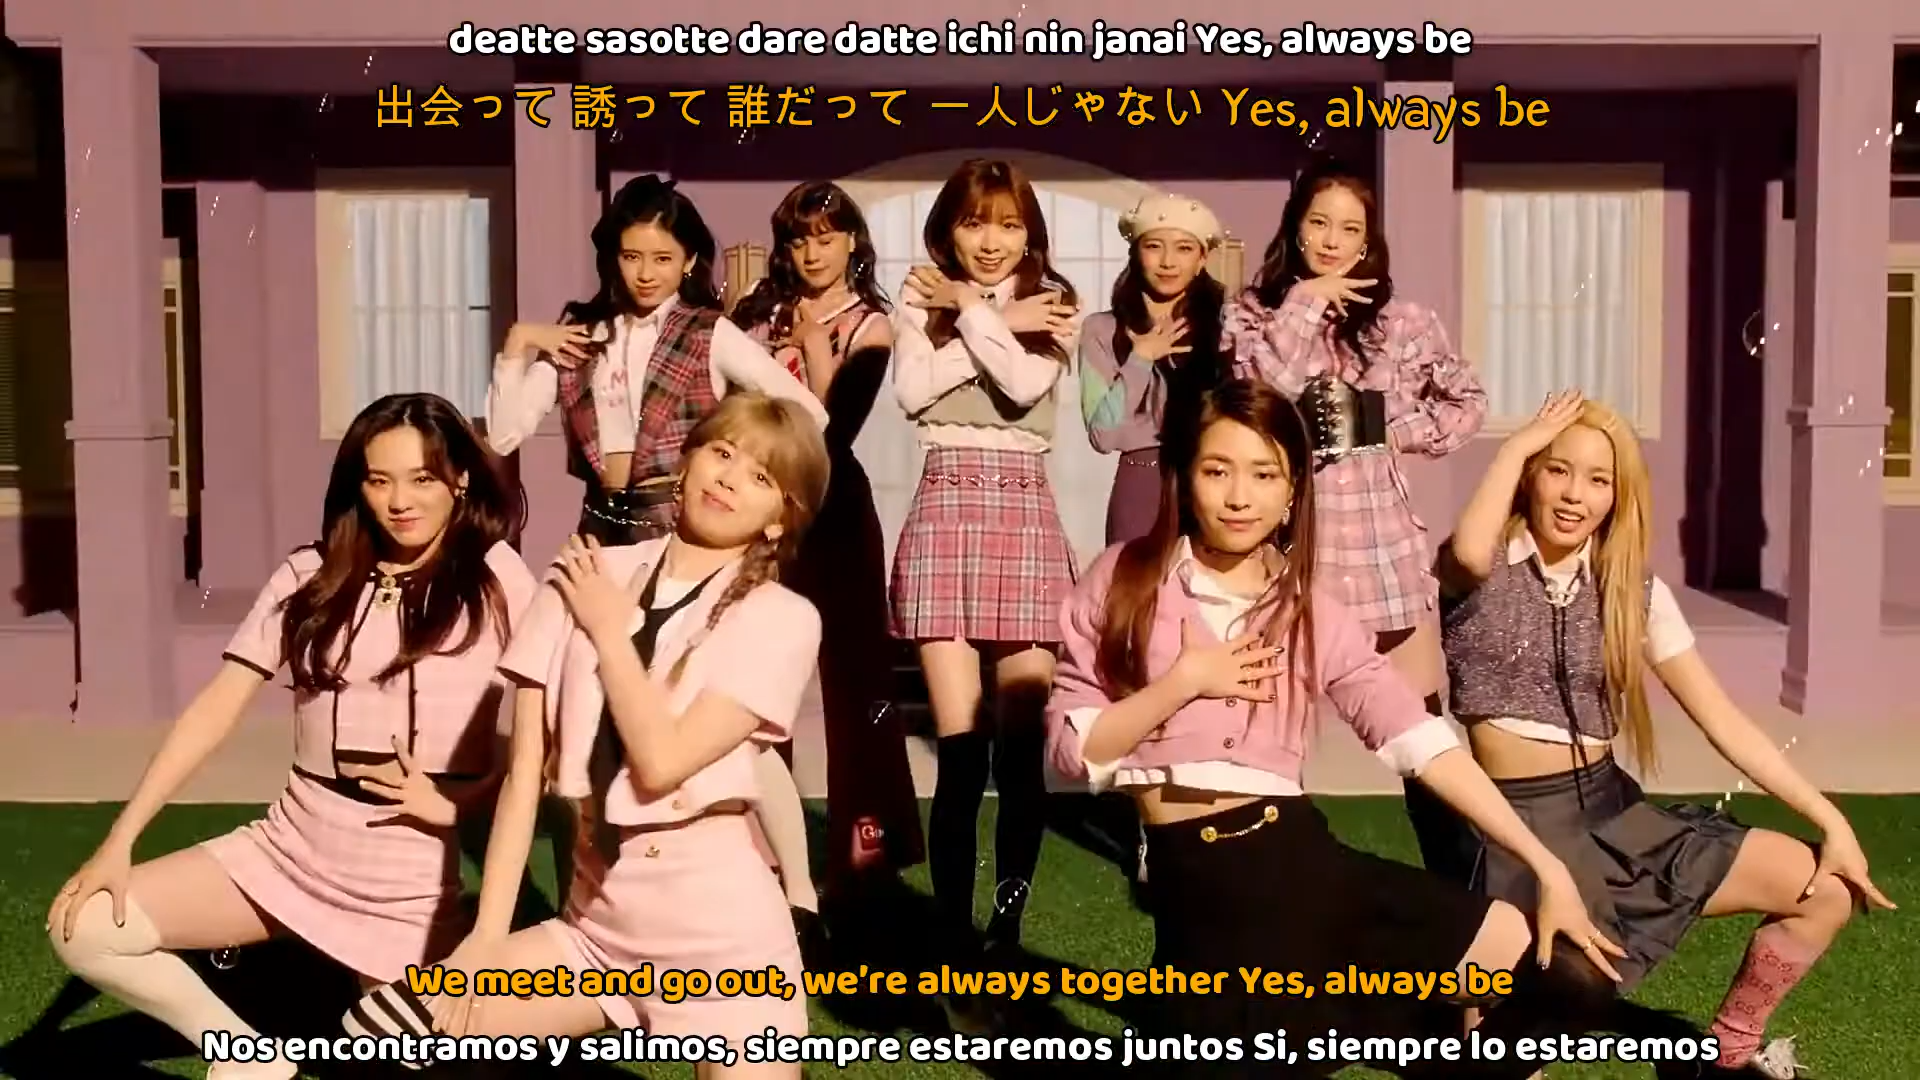 deatte sasotte dare datte ichi nin janai Yes, always be
出会って 誘って 誰だって 一人じゃない Yes, always be
We meet and go out, we're always together Yes, always be
Nos encontramos y salimos, siempre estaremos juntos Si, siempre lo estaremos